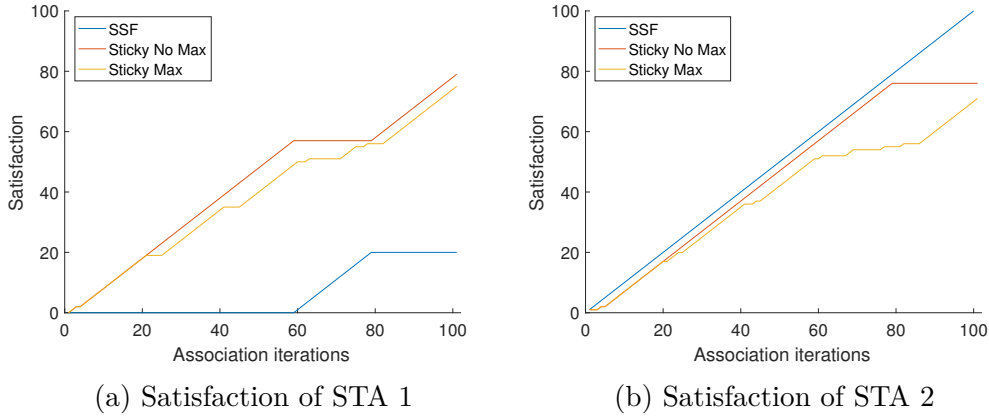 100
80
60
40
20
0
Satisfaction
SSF
Sticky No Max
Sticky Max
0 20 40 60 80 100
Association iterations
(a) Satisfaction of STA 1
100
80
60
40
20
0
Satisfaction
SSF
Sticky No Max
Sticky Max
0 20 40 60 80 100
Association iterations
(b) Satisfaction of STA 2